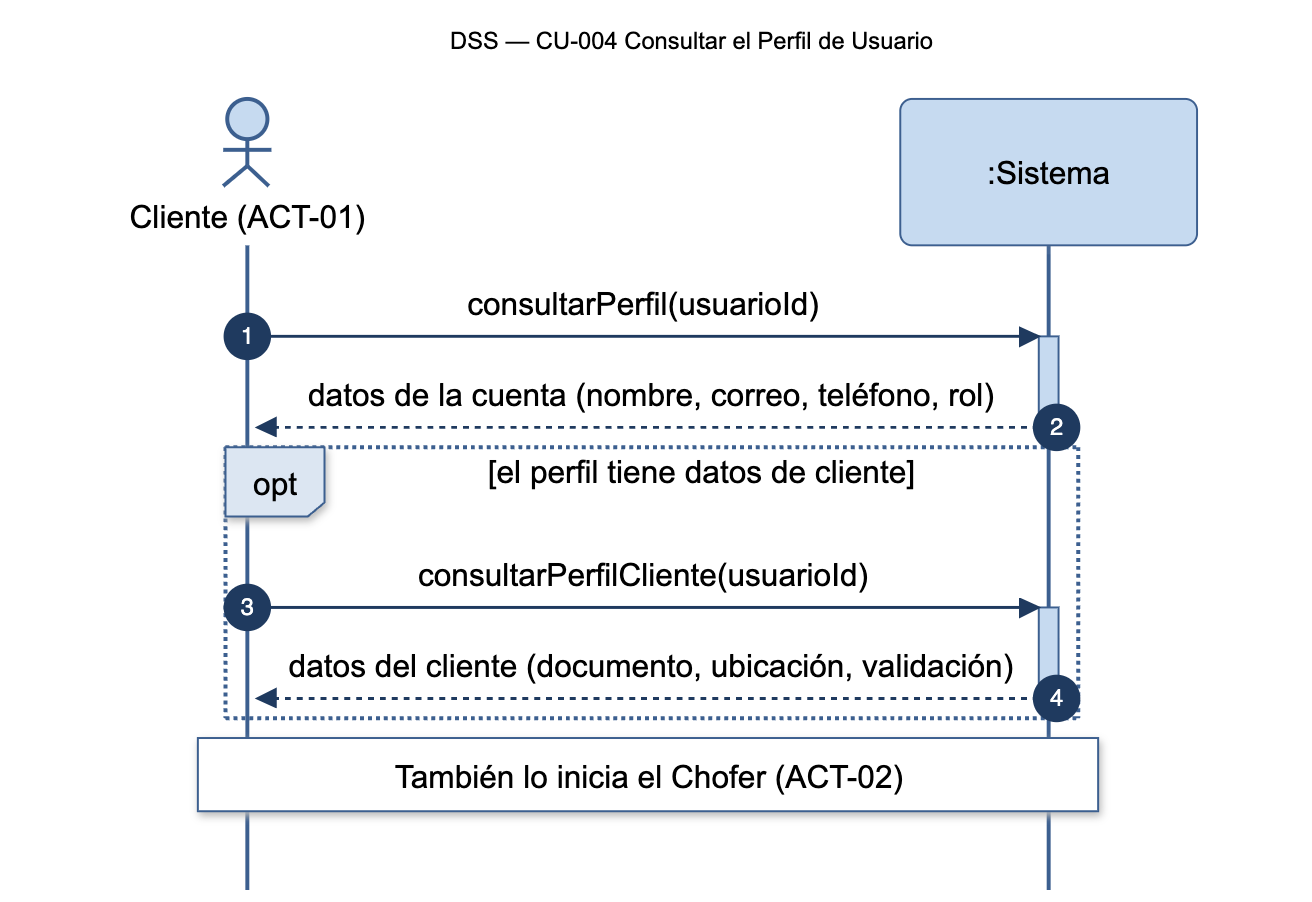 DSS — CU-004 Consultar el Perfil de Usuario
Cliente (ACT-01)
:Sistema
consultarPerfil(usuarioId)
1
datos de la cuenta (nombre, correo, teléfono, rol)
2
opt
[el perfil tiene datos de cliente]
consultarPerfilCliente(usuarioId)
3
datos del cliente (documento, ubicación, validación)
4
También lo inicia el Chofer (ACT-02)